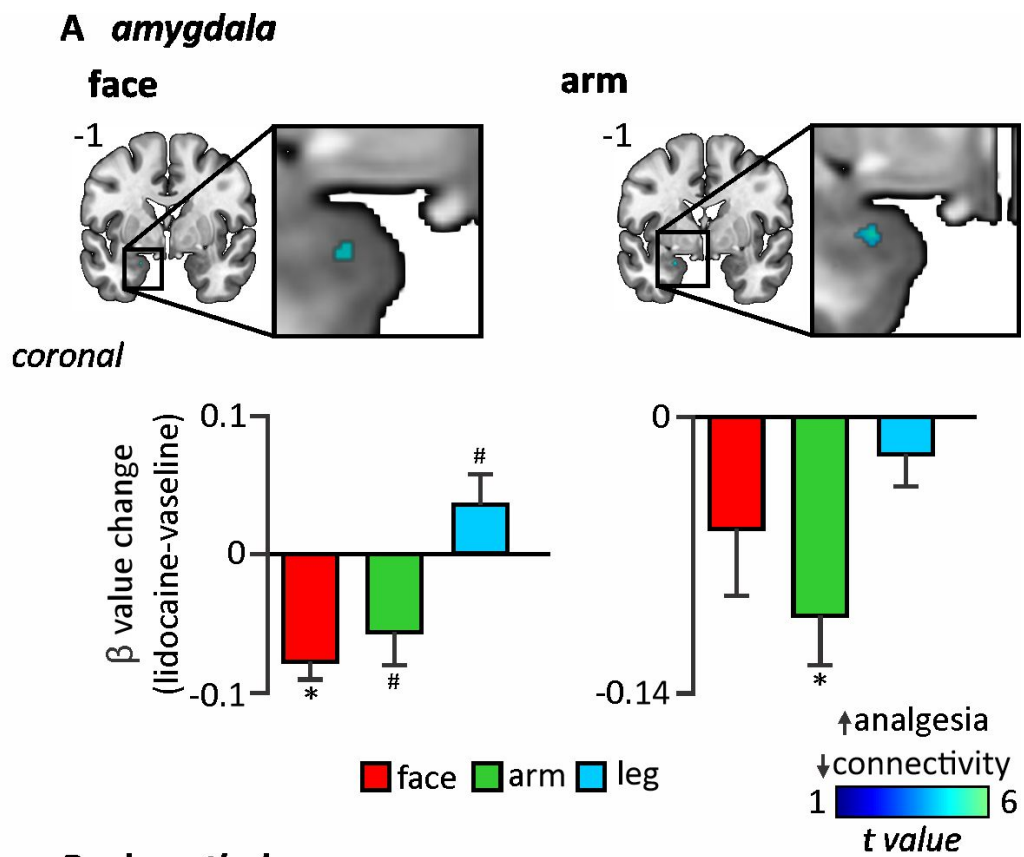 A amygdala
face
arm
-1
-1
coronal
β value change
(lidocaine-vaseline)
0.1
0
-0.1
#
*
#
0
-0.14
*
↑analgesia
↓connectivity
1
6
t value
face
arm
leg